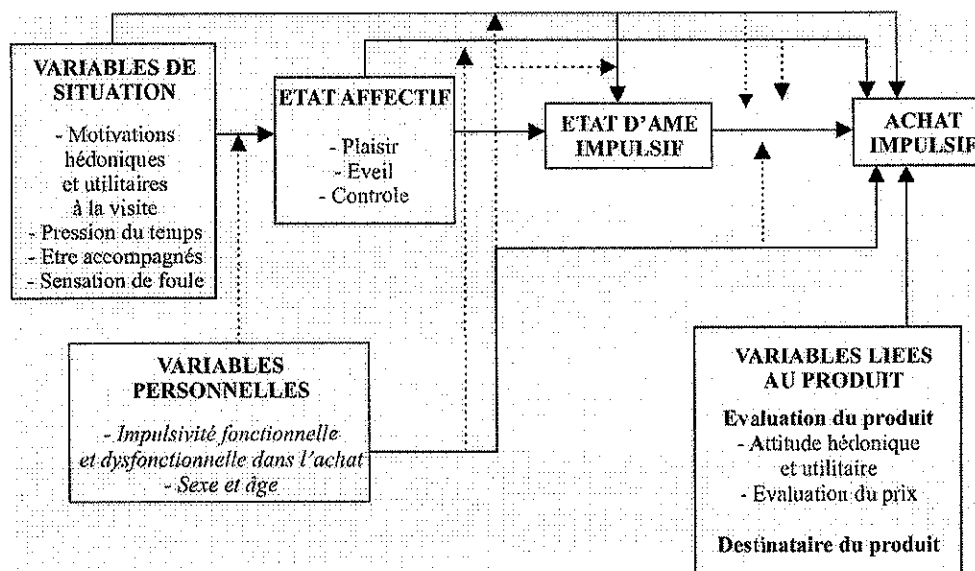 VARIABLES DE
SITUATION
- Motivations
hédoniques
et utilitaires
à la visite
- Pression du temps
- Etre accompagnés
- Sensation de foule
ETAT AFFECTIF
- Plaisir
- Eveil
- Controle
ETAT D'AME
IMPULSIF
ACHAT
IMPULSIF
VARIABLES
PERSONNELLES
- Impulsivité fonctionnelle
et dysfonctionnelle dans l'achat
- Sexe et âge
VARIABLES LIEES
AU PRODUIT
Evaluation du produit
- Attitude hédonique
et utilitaire
- Evaluation du prix
Destinataire du produit